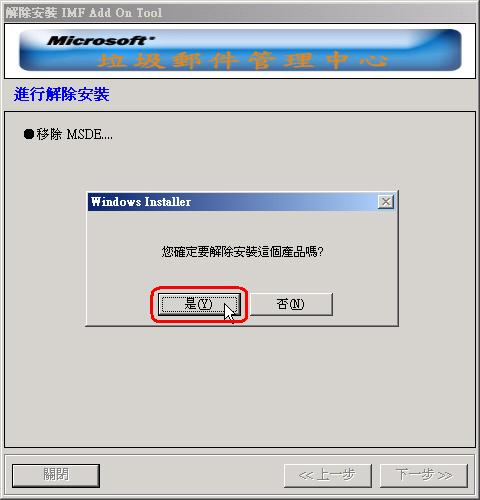 解除安裝 IMF Add On Tool
Microsoft®
垃圾郵件管理中心
進行解除安裝
●移除 MSDE....
Windows Installer
您確定要解除安裝這個產品嗎?
是(Y)
否(N)
關閉
<< 上一步
下一步 >>